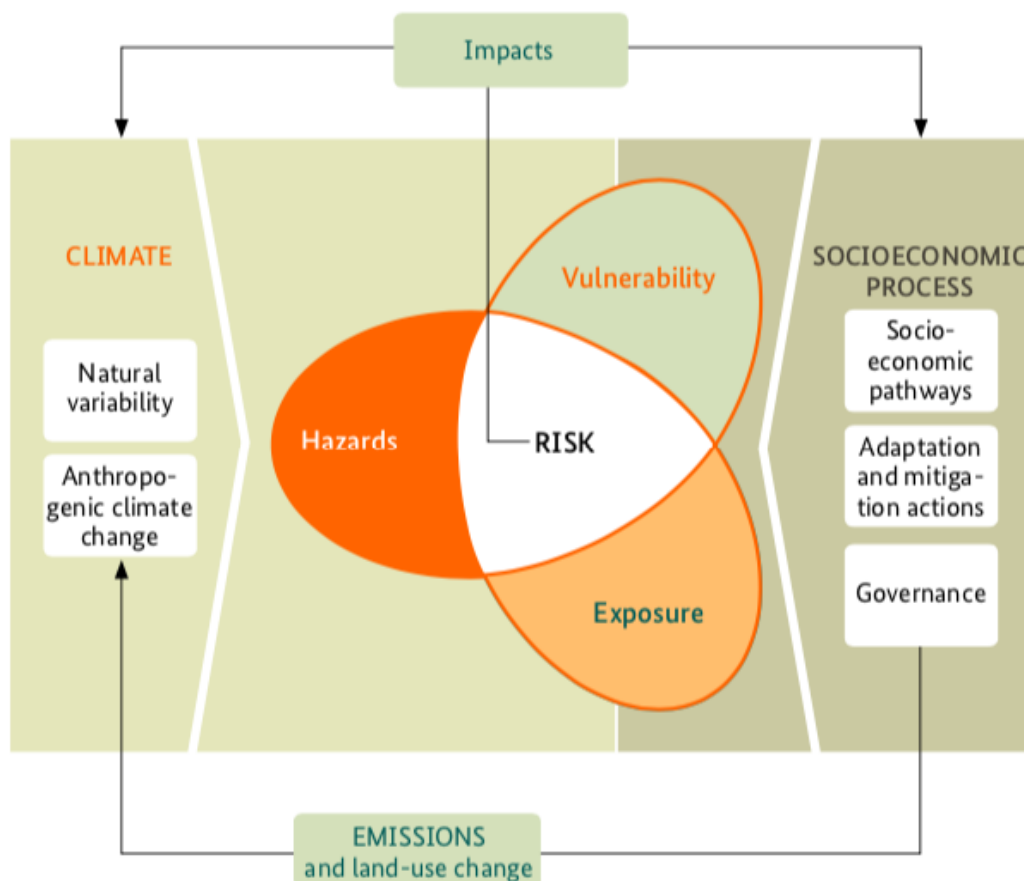 Impacts
CLIMATE
Natural
variability
Anthropo-
genic climate
change
Hazards
Vulnerability
RISK
Exposure
SOCIOECONOMIC
PROCESS
Socio-
economic
pathways
Adaptation
and mitiga-
tion actions
Governance
EMISSIONS
and land-use change